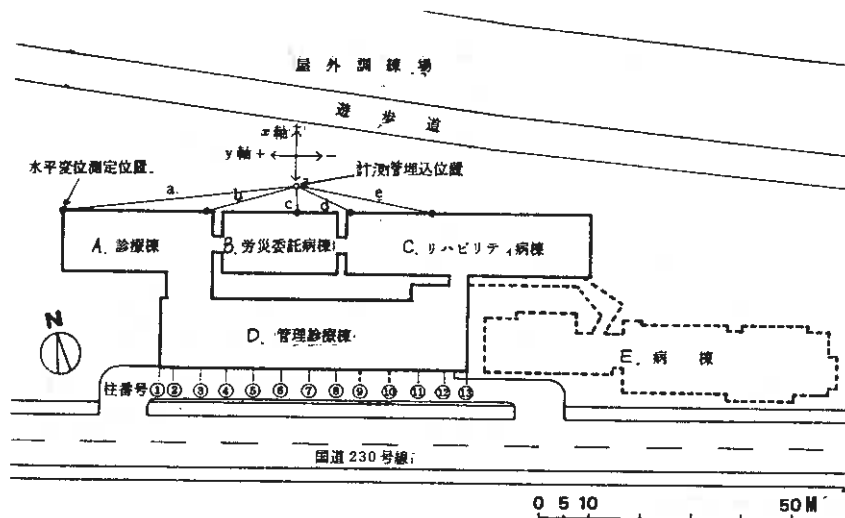 屋外訓練場
遊歩道
x軸
y軸 + −
水平変位測定位置
計測管埋込位置
a
b
c
d
e
A. 診療棟
B. 労災委託病棟
C. リハビリティ病棟
D. 管理診療棟
E. 病棟
N
柱番号 ① ② ③ ④ ⑤ ⑥ ⑦ ⑧ ⑨ ⑩ ⑪ ⑫ ⑬
国道230号線
0 5 10 50M